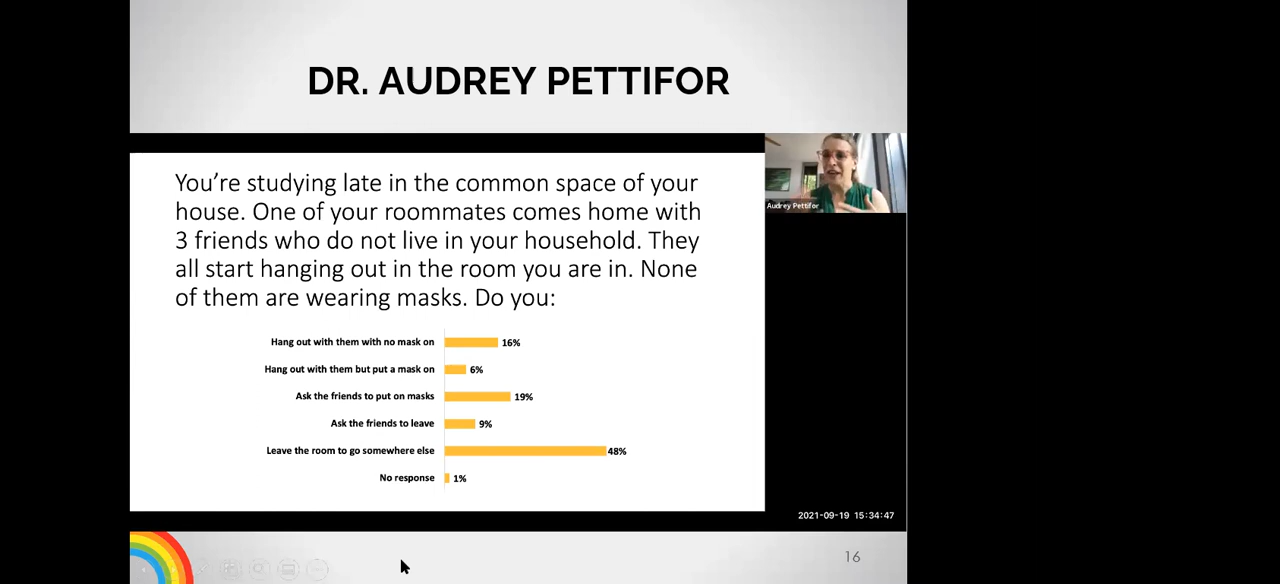 DR. AUDREY PETTIFOR
You're studying late in the common space of your
house. One of your roommates comes home with
3 friends who do not live in your household. They
all start hanging out in the room you are in. None
of them are wearing masks. Do you:
Audrey Pettifor
Hang out with them with no mask on 16%
Hang out with them but put a mask on 6%
Ask the friends to put on masks 19%
Ask the friends to leave 9%
Leave the room to go somewhere else 48%
No response 1%
2021-09-19 15:34:47
16